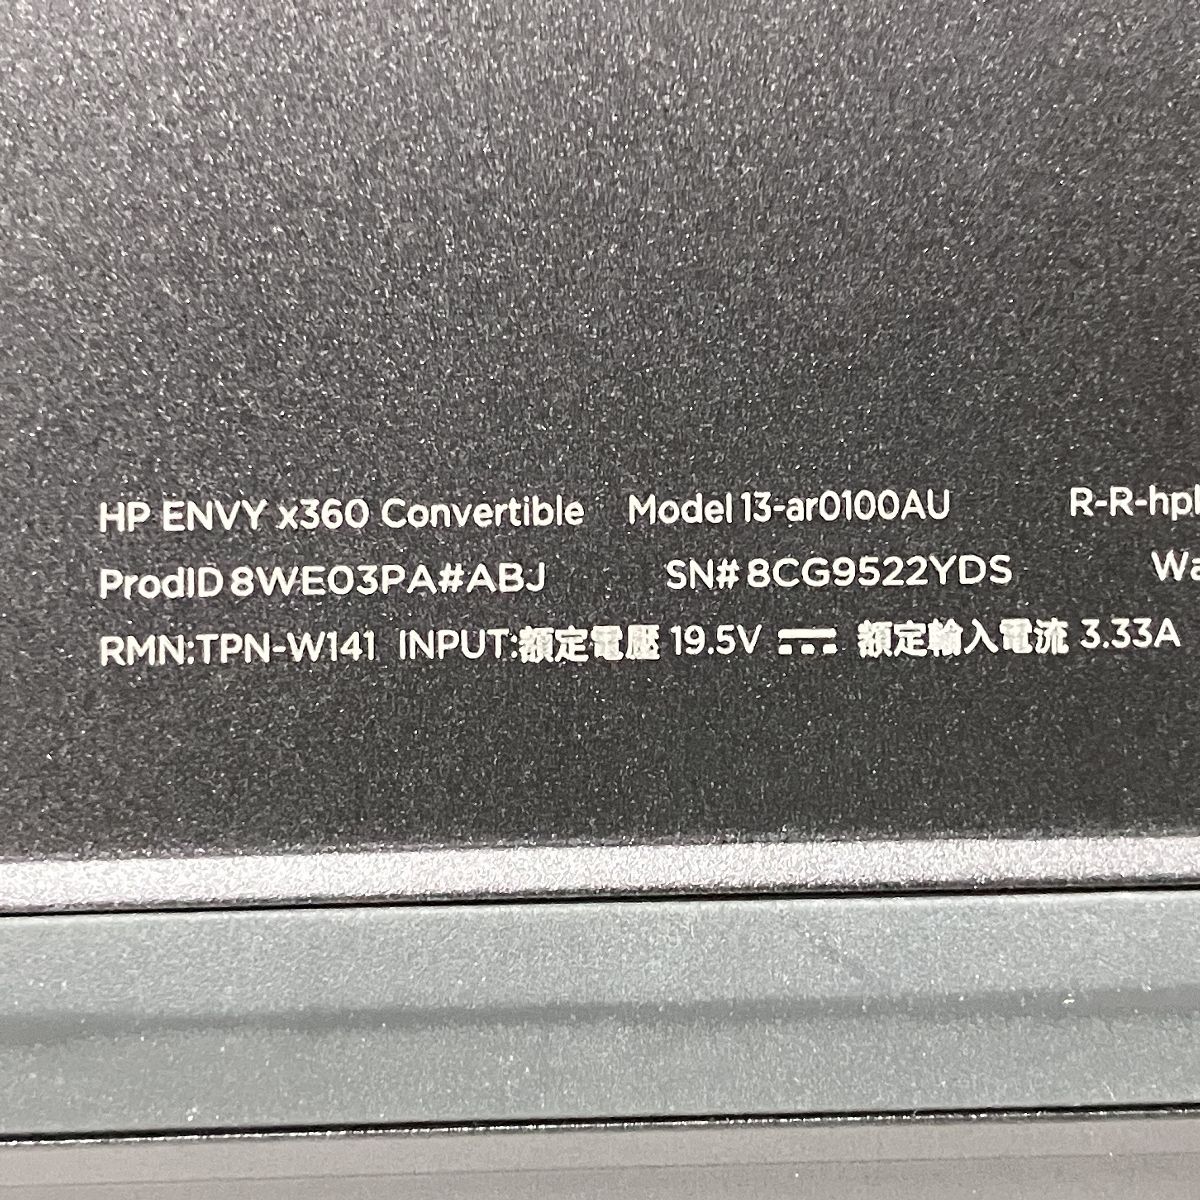 HP ENVY x360 Convertible Model 13-ar0100AU R-R-hpl
ProdID 8WE03PA#ABJ SN# 8CG9522YDS Wa
RMN:TPN-W141 INPUT:額定電壓 19.5V ⎓ 額定輸入電流 3.33A